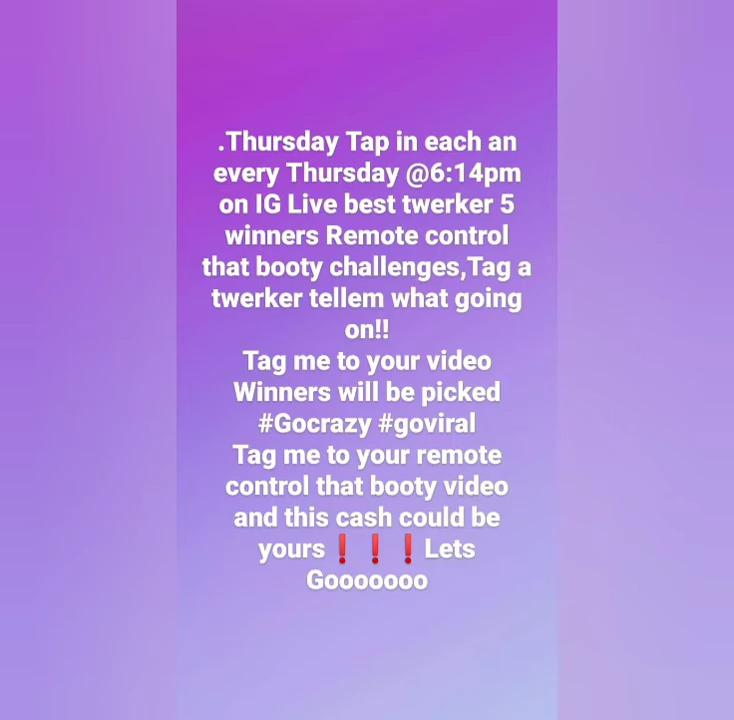 .Thursday Tap in each an
every Thursday @6:14pm
on IG Live best twerker 5
winners Remote control
that booty challenges,Tag a
twerker tellem what going
on!!
Tag me to your video
Winners will be picked
#Gocrazy #goviral
Tag me to your remote
control that booty video
and this cash could be
yours❗❗❗Lets
Gooooooo